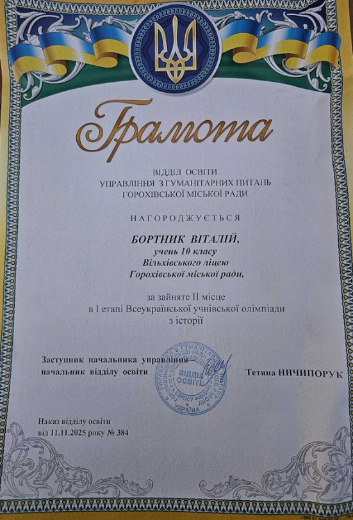 Грамота
ВІДДІЛ ОСВІТИ
УПРАВЛІННЯ З ГУМАНІТАРНИХ ПИТАНЬ
ГОРОХІВСЬКОЇ МІСЬКОЇ РАДИ
НАГОРОДЖУЄТЬСЯ
БОРТНИК ВІТАЛІЙ,
учень 10 класу
Вільхівського ліцею
Горохівської міської ради,
за зайняте ІІ місце
в І етапі Всеукраїнської учнівської олімпіади
з історії
Заступник начальника управління –
начальник відділу освіти
Тетяна НИЧИПОРУК
ВІДДІЛ
ОСВІТИ
УКРАЇНА
Наказ відділу освіти
від 11.11.2025 року № 384